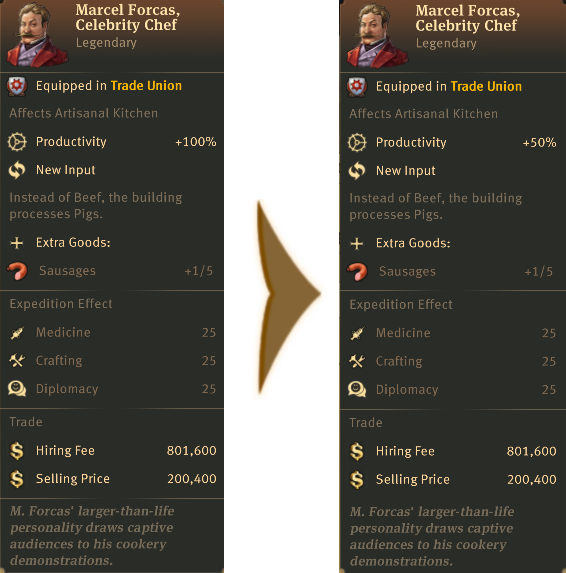 Marcel Forcas,
Celebrity Chef
Legendary
Equipped in Trade Union
Affects Artisanal Kitchen
Productivity +100%
New Input
Instead of Beef, the building
processes Pigs.
Extra Goods:
Sausages +1/5
Expedition Effect
Medicine 25
Crafting 25
Diplomacy 25
Trade
Hiring Fee 801,600
Selling Price 200,400
M. Forcas' larger-than-life
personality draws captive
audiences to his cookery
demonstrations.
Marcel Forcas,
Celebrity Chef
Legendary
Equipped in Trade Union
Affects Artisanal Kitchen
Productivity +50%
New Input
Instead of Beef, the building
processes Pigs.
Extra Goods:
Sausages +1/5
Expedition Effect
Medicine 25
Crafting 25
Diplomacy 25
Trade
Hiring Fee 801,600
Selling Price 200,400
M. Forcas' larger-than-life
personality draws captive
audiences to his cookery
demonstrations.